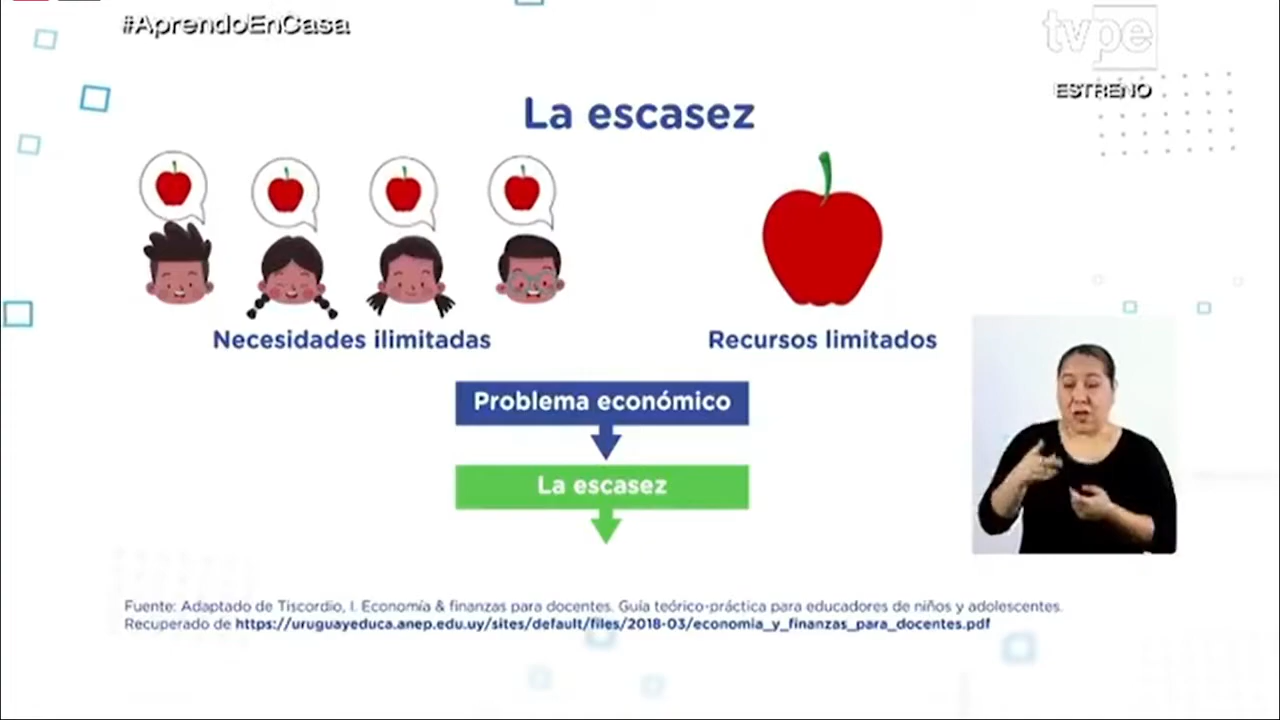 #AprendoEnCasa
tvpe
ESTRENO
La escasez
Necesidades ilimitadas
Recursos limitados
Problema económico
La escasez
Fuente: Adaptado de Tiscordio, I. Economía & finanzas para docentes. Guía teórico-práctica para educadores de niños y adolescentes.
Recuperado de https://uruguayeduca.anep.edu.uy/sites/default/files/2018-03/economia_y_finanzas_para_docentes.pdf